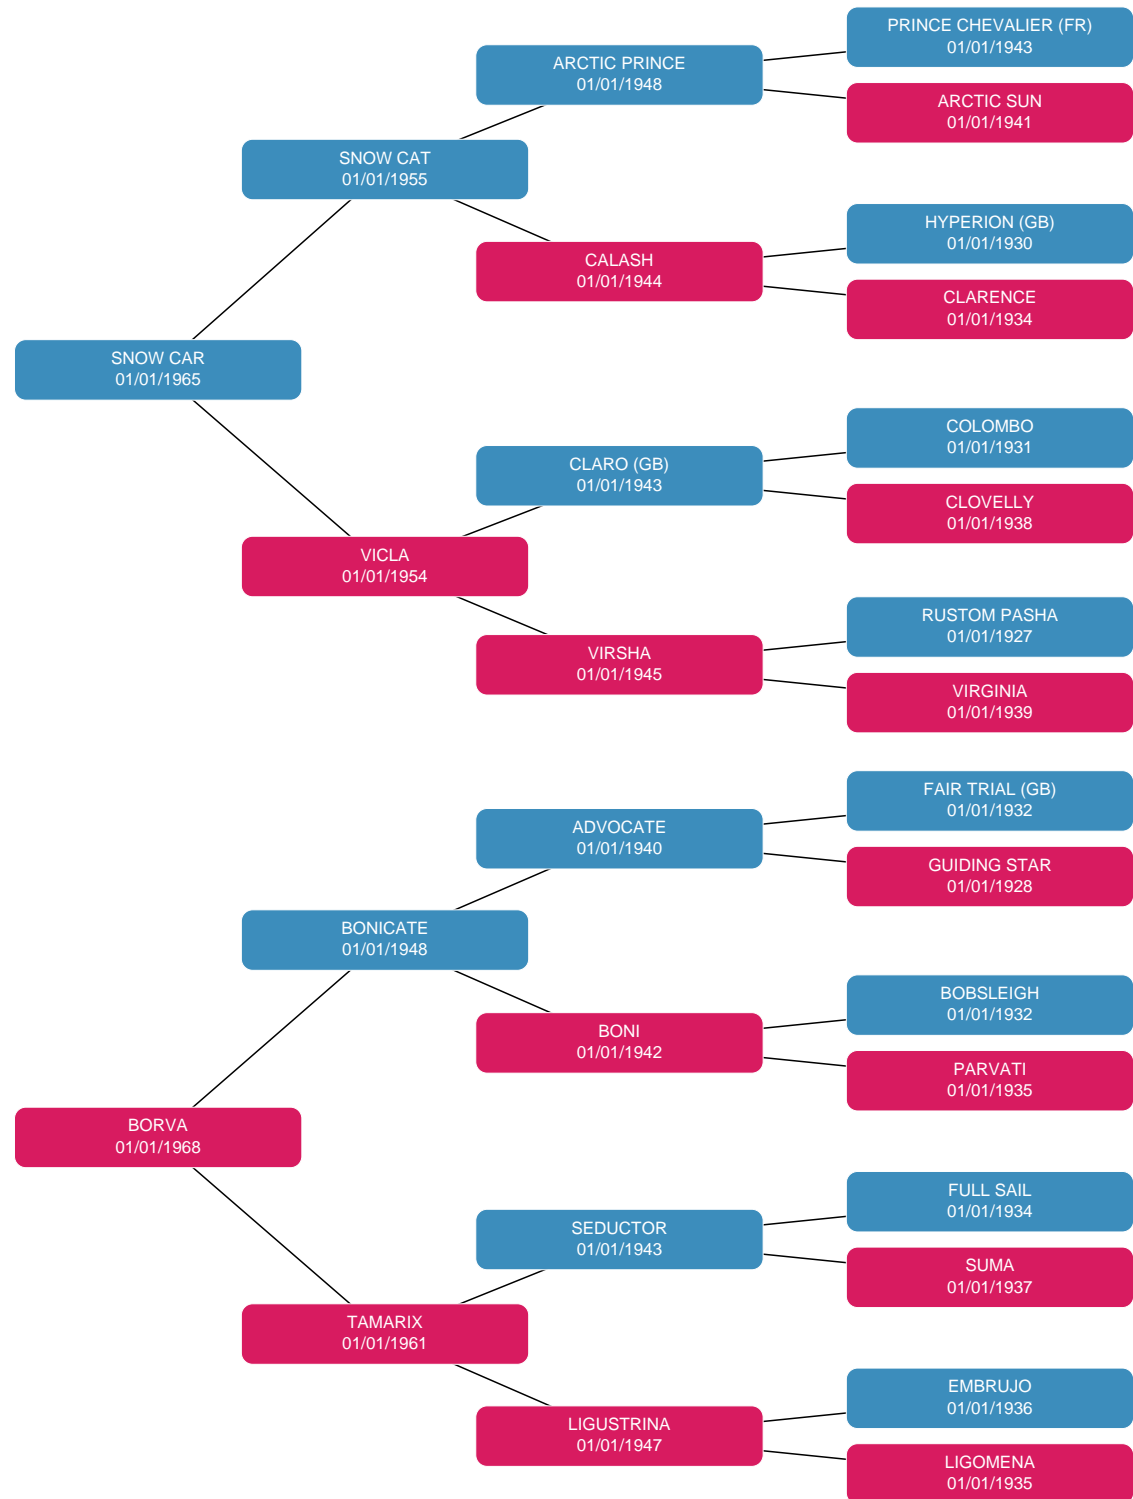 PRINCE CHEVALIER (FR)
01/01/1943
ARCTIC PRINCE
01/01/1948
ARCTIC SUN
01/01/1941
SNOW CAT
01/01/1955
HYPERION (GB)
01/01/1930
CALASH
01/01/1944
CLARENCE
01/01/1934
SNOW CAR
01/01/1965
COLOMBO
01/01/1931
CLARO (GB)
01/01/1943
CLOVELLY
01/01/1938
VICLA
01/01/1954
RUSTOM PASHA
01/01/1927
VIRSHA
01/01/1945
VIRGINIA
01/01/1939
FAIR TRIAL (GB)
01/01/1932
ADVOCATE
01/01/1940
GUIDING STAR
01/01/1928
BONICATE
01/01/1948
BOBSLEIGH
01/01/1932
BONI
01/01/1942
PARVATI
01/01/1935
BORVA
01/01/1968
FULL SAIL
01/01/1934
SEDUCTOR
01/01/1943
SUMA
01/01/1937
TAMARIX
01/01/1961
EMBRUJO
01/01/1936
LIGUSTRINA
01/01/1947
LIGOMENA
01/01/1935